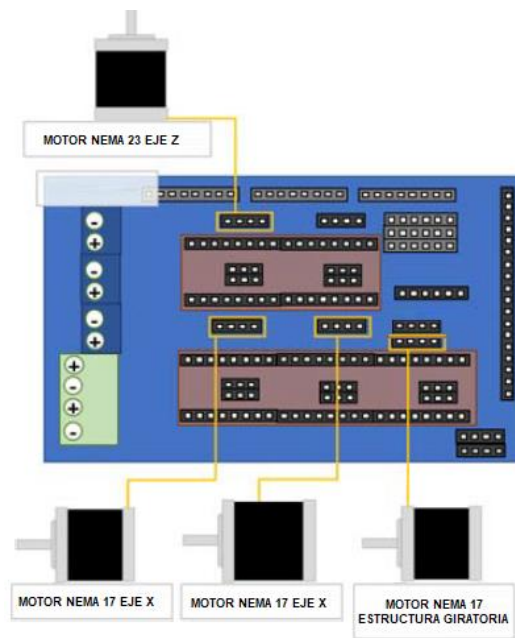 MOTOR NEMA 23 EJE Z
-
+
-
+
-
+
+
-
+
-
MOTOR NEMA 17 EJE X
MOTOR NEMA 17 EJE X
MOTOR NEMA 17
ESTRUCTURA GIRATORIA